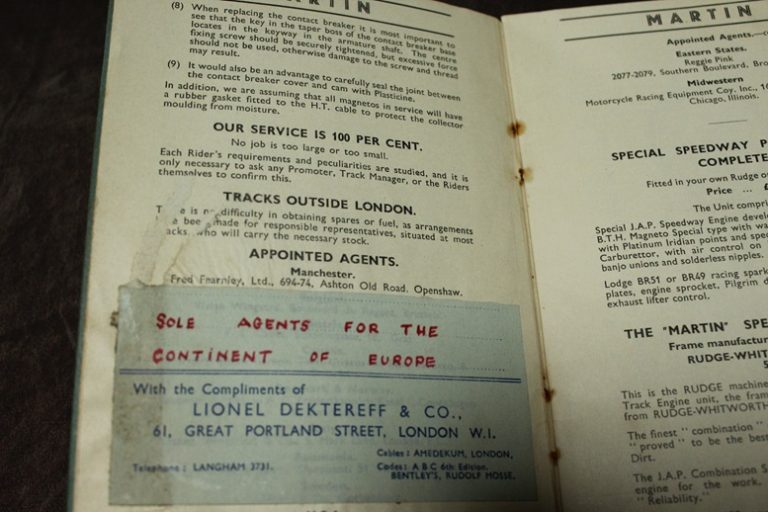 MARTIN
(8) When replacing the contact breaker it is most important to
see that the key in the taper boss of the contact breaker base
locates in the keyway in the armature shaft. The centre
fixing screw should be securely tightened, but excessive force
should not be used, otherwise damage to the screw and thread
may result.
(9) It would also be an advantage to carefully seal the joint between
the contact breaker cover and cam with Plasticine.
In addition, we are assuming that all magnetos in service will have
a rubber gasket fitted to the H.T. cable to protect the collector
moulding from moisture.
OUR SERVICE IS 100 PER CENT.
No job is too large or too small.
Each Rider's requirements and peculiarities are studied, and it is
only necessary to ask any Promoter, Track Manager, or the Riders
themselves to confirm this.
TRACKS OUTSIDE LONDON.
is difficulty in obtaining spares or fuel, as arrangements
bee made for responsible representatives, situated at most
acks, who will carry the necessary stock.
APPOINTED AGENTS.
Manchester.
Fred Fearnley, Ltd., 694-74, Ashton Old Road, Openshaw.
SOLE AGENTS FOR THE
CONTINENT OF EUROPE
With the Compliments of
LIONEL DEKTEREFF & CO.,
61, GREAT PORTLAND STREET, LONDON W.1.
Telephone: LANGHAM 3731.
Cables: AMEDEKUM, LONDON.
Codes: A B C 6th Edition.
BENTLEY'S, RUDOLF MOSSE.
MARTIN
Appointed Agents.—c
Eastern States.
Reggie Pink
2077-2079, Southern Boulevard, Bro
Midwestern
Motorcycle Racing Equipment Coy, Inc., 10
Chicago, Illinois.
SPECIAL SPEEDWAY P
COMPLETE
Fitted in your own Rudge o
Price ... £
The Unit compri
Special J.A.P. Speedway Engine devel
B.T.H. Magneto Special type with wa
with Platinum Iridian points and spec
Carburettor, with air control on
banjo unions and solderless nipples.
Lodge BR51 or BR49 racing spark
plates, engine sprocket, Pilgrim d
exhaust lifter control.
THE "MARTIN" SPE
Frame manufactur
RUDGE-WHIT
This is the RUDGE machine
Track Engine unit, the fram
from RUDGE-WHITWORTH
The finest "combination"
"proved" to be the best
Dirt.
The J.A.P. Combination S
engine for the work.
"Reliability."